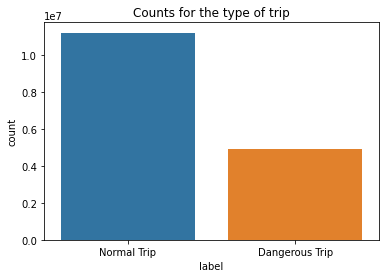 Counts for the type of trip
1e7
1.0
0.8
0.6
0.4
0.2
0.0
count
Normal Trip
Dangerous Trip
label